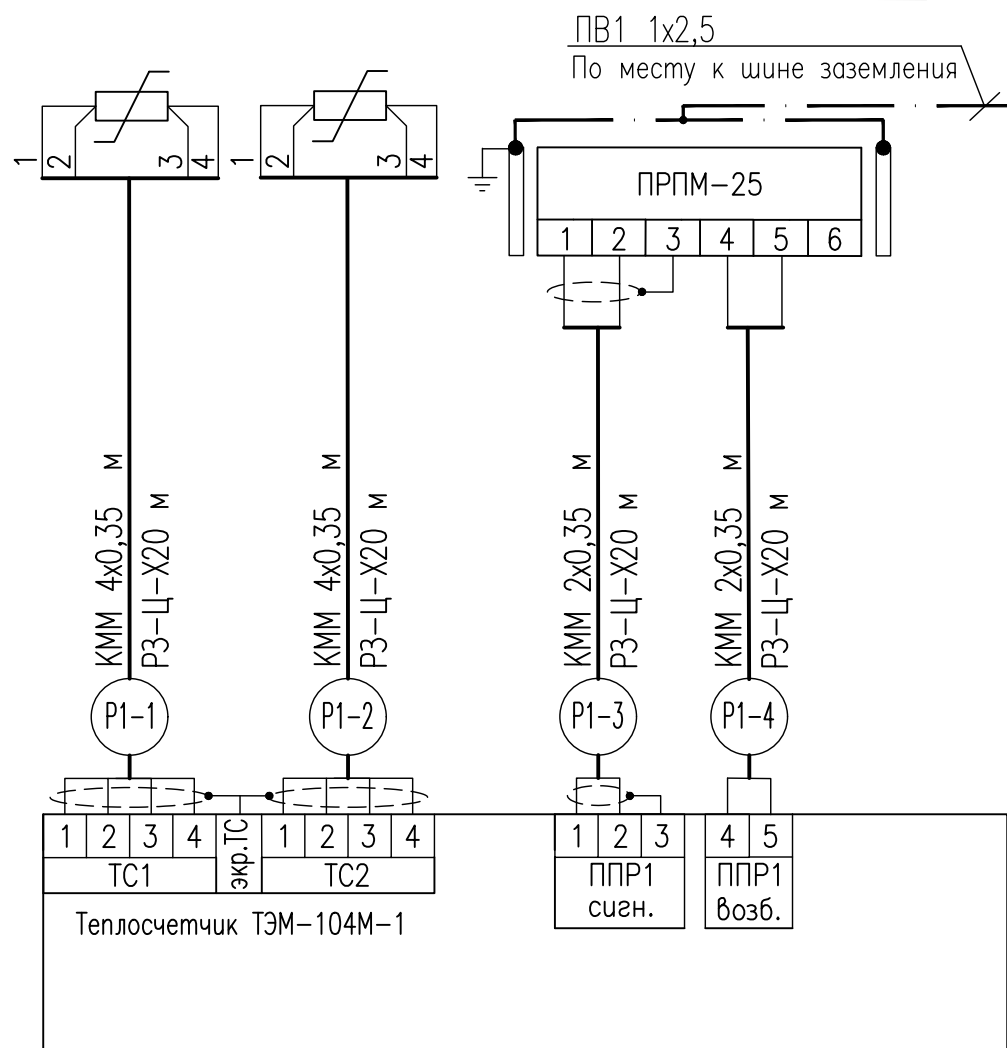 ПВ1 1х2,5
По месту к шине заземления
1 2 3 4
1 2 3 4
ПРПМ-25
1 2 3 4 5 6
КММ 4х0,35 м
РЗ-Ц-Х20 м
КММ 4х0,35 м
РЗ-Ц-Х20 м
КММ 2х0,35 м
РЗ-Ц-Х20 м
КММ 2х0,35 м
РЗ-Ц-Х20 м
Р1-1
Р1-2
Р1-3
Р1-4
1 2 3 4
экр.ТС
1 2 3 4
1 2 3
4 5
ТС1
ТС2
ППР1
сигн.
ППР1
возб.
Теплосчетчик ТЭМ-104М-1